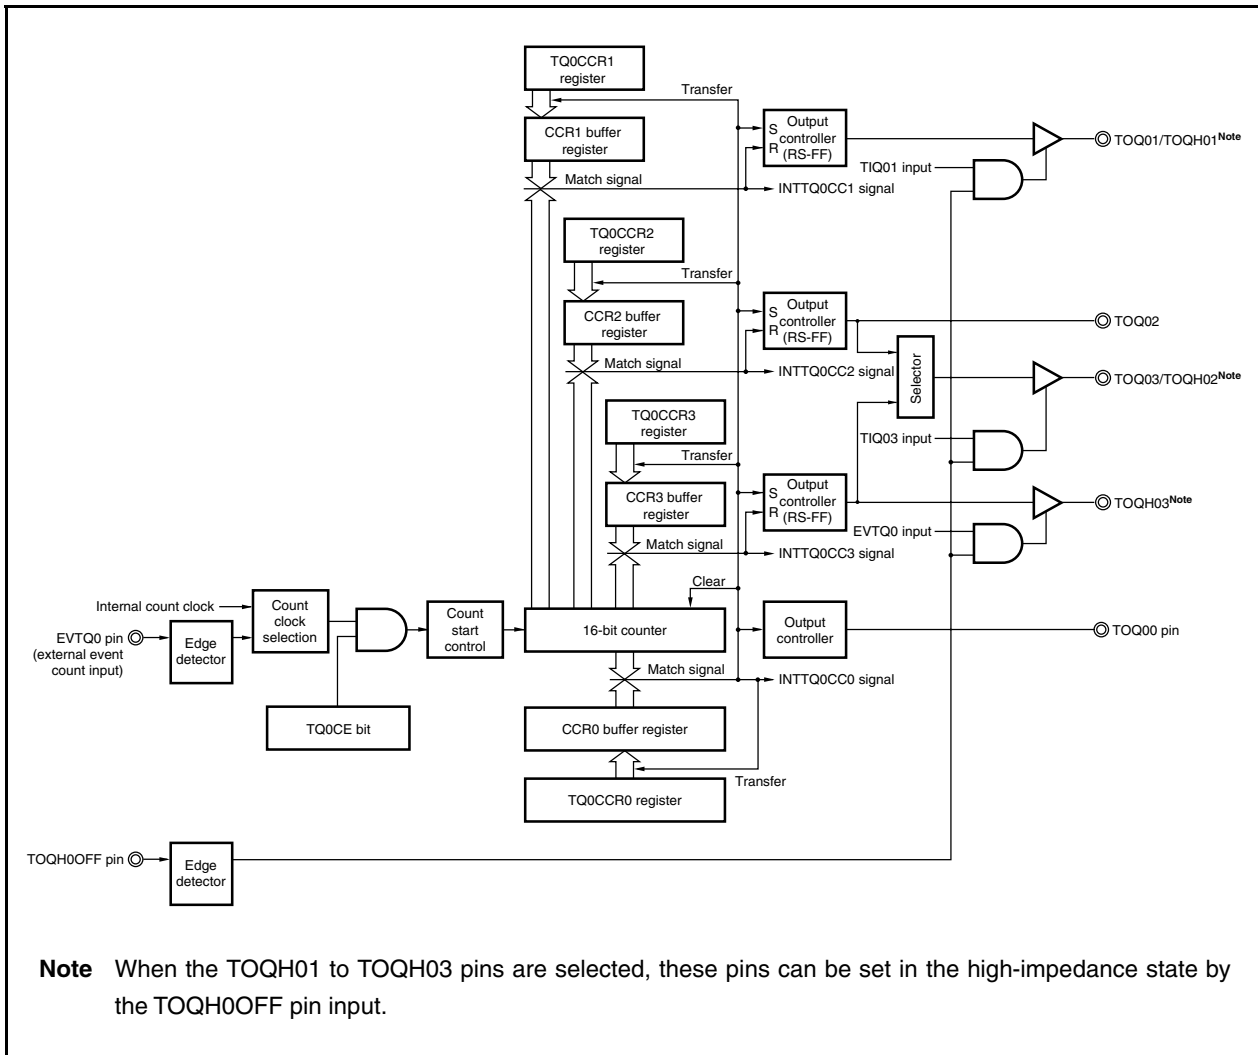 TQ0CCR1
register
Transfer
CCR1 buffer
register
S
R
Output
controller
(RS-FF)
TOQ01/TOQH01Note
TIQ01 input
Match signal
INTTQ0CC1 signal
TQ0CCR2
register
Transfer
CCR2 buffer
register
S
R
Output
controller
(RS-FF)
TOQ02
Match signal
INTTQ0CC2 signal
Selector
TOQ03/TOQH02Note
TQ0CCR3
register
TIQ03 input
Transfer
CCR3 buffer
register
S
R
Output
controller
(RS-FF)
TOQH03Note
EVTQ0 input
Match signal
INTTQ0CC3 signal
Clear
Internal count clock
Count
clock
selection
EVTQ0 pin
(external event
count input)
Edge
detector
Count
start
control
16-bit counter
Output
controller
TOQ00 pin
Match signal
INTTQ0CC0 signal
TQ0CE bit
CCR0 buffer register
Transfer
TQ0CCR0 register
TOQH0OFF pin
Edge
detector
Note When the TOQH01 to TOQH03 pins are selected, these pins can be set in the high-impedance state by
the TOQH0OFF pin input.